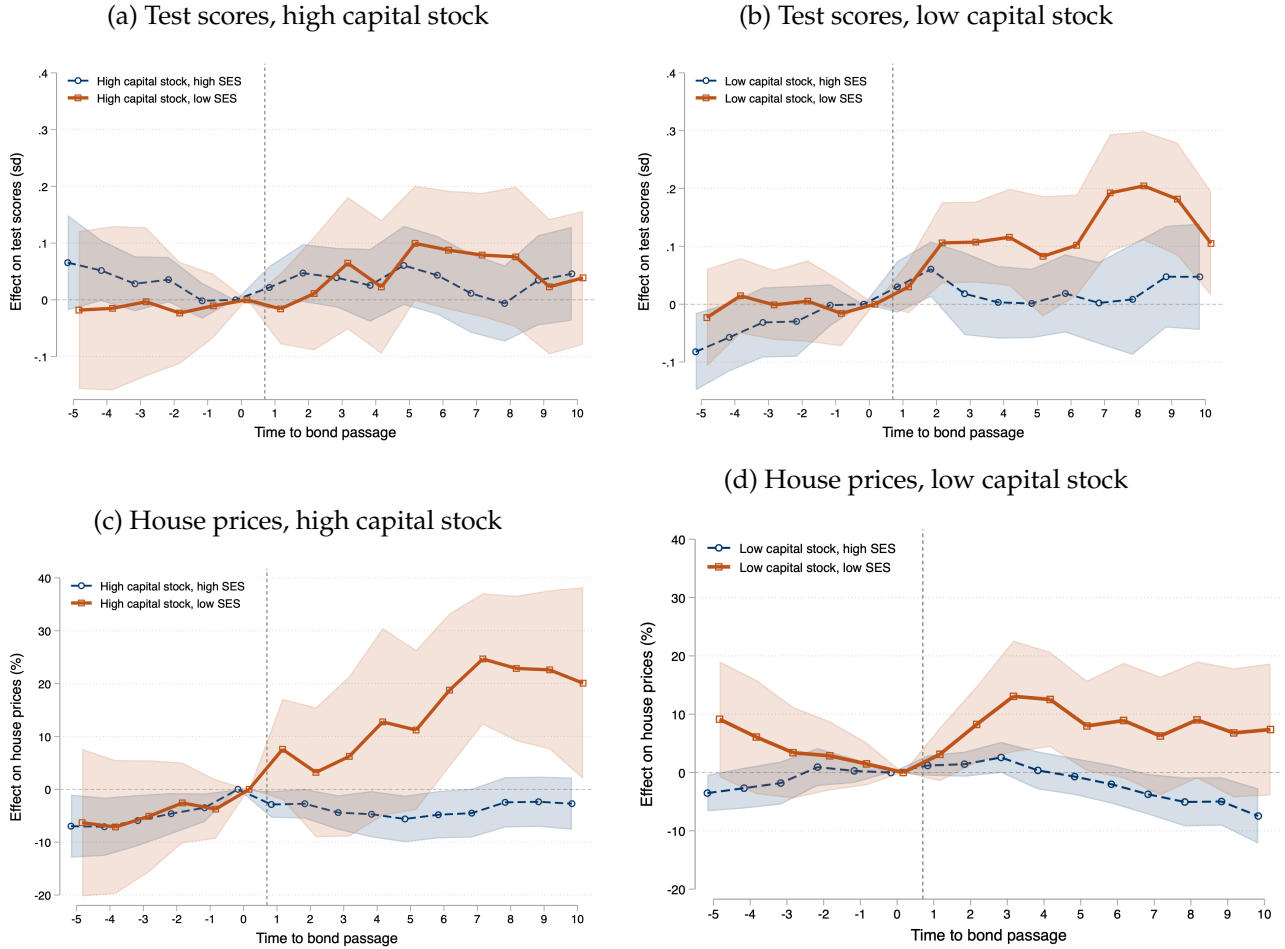 (a) Test scores, high capital stock
Effect on test scores (sd)
High capital stock, high SES
High capital stock, low SES
.4
.3
.2
.1
0
-.1
-5 -4 -3 -2 -1 0 1 2 3 4 5 6 7 8 9 10
Time to bond passage
(b) Test scores, low capital stock
Effect on test scores (sd)
Low capital stock, high SES
Low capital stock, low SES
.4
.3
.2
.1
0
-.1
-5 -4 -3 -2 -1 0 1 2 3 4 5 6 7 8 9 10
Time to bond passage
(c) House prices, high capital stock
Effect on house prices (%)
High capital stock, high SES
High capital stock, low SES
40
30
20
10
0
-10
-20
-5 -4 -3 -2 -1 0 1 2 3 4 5 6 7 8 9 10
Time to bond passage
(d) House prices, low capital stock
Effect on house prices (%)
Low capital stock, high SES
Low capital stock, low SES
40
30
20
10
0
-10
-20
-5 -4 -3 -2 -1 0 1 2 3 4 5 6 7 8 9 10
Time to bond passage